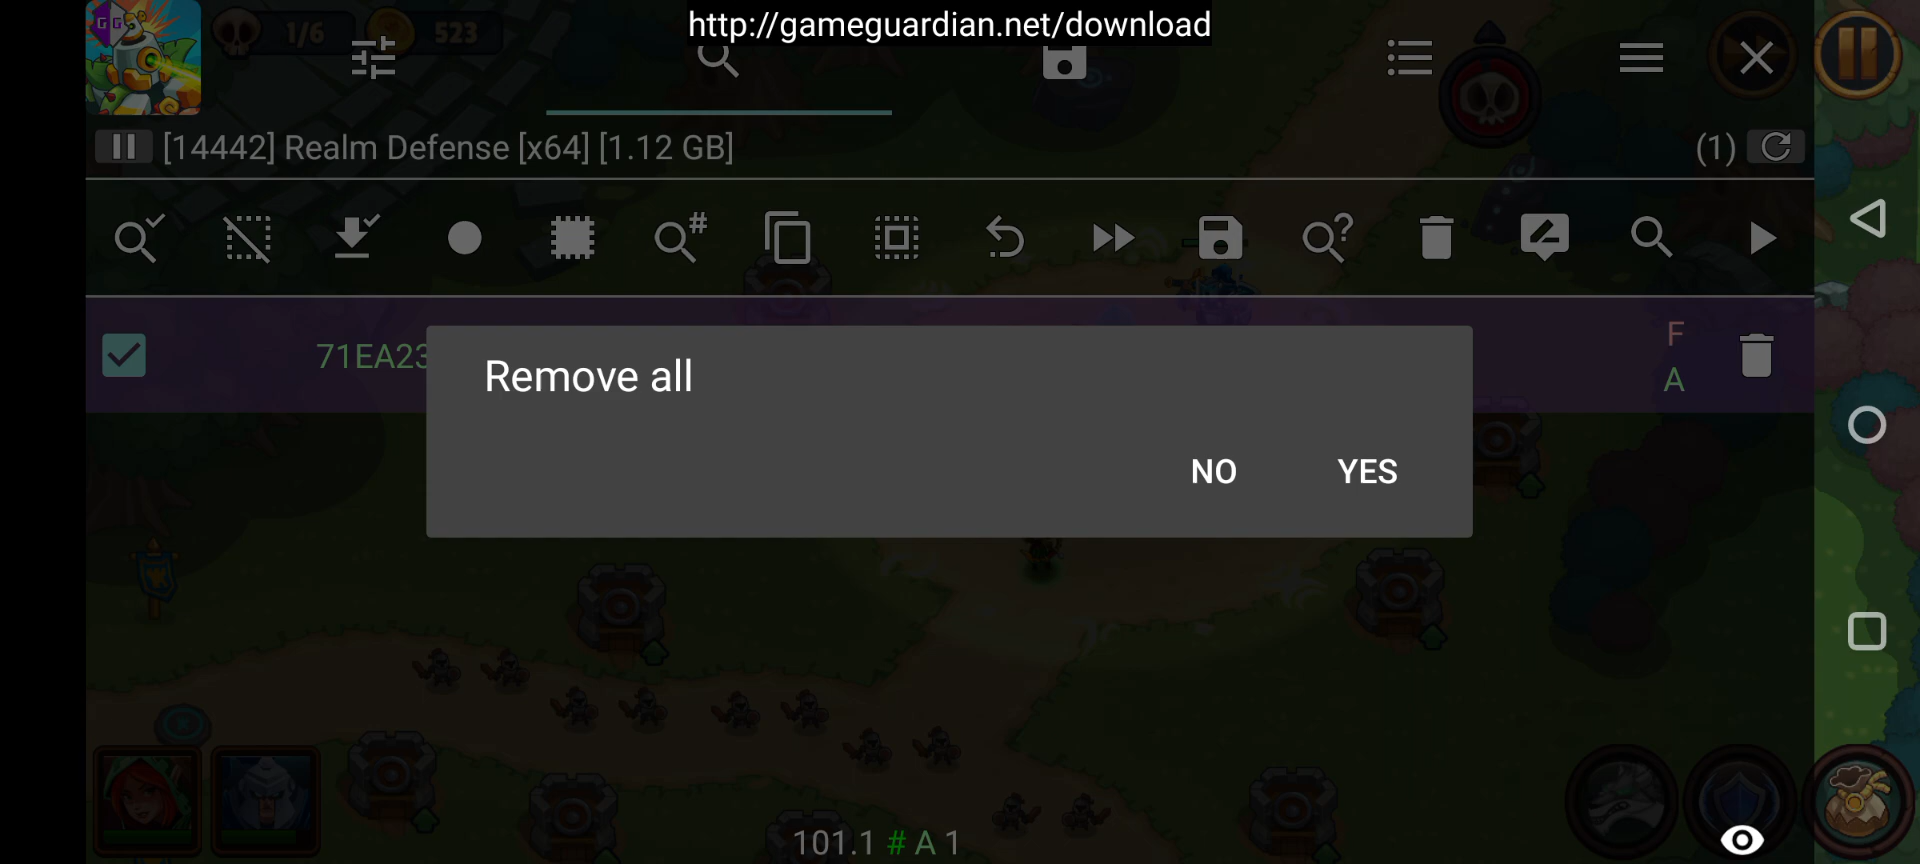 http://gameguardian.net/download
GG
1/6
523
[14442] Realm Defense [x64] [1.12 GB]
(1)
#
?
71EA23
F
A
Remove all
NO YES
101.1 # A 1